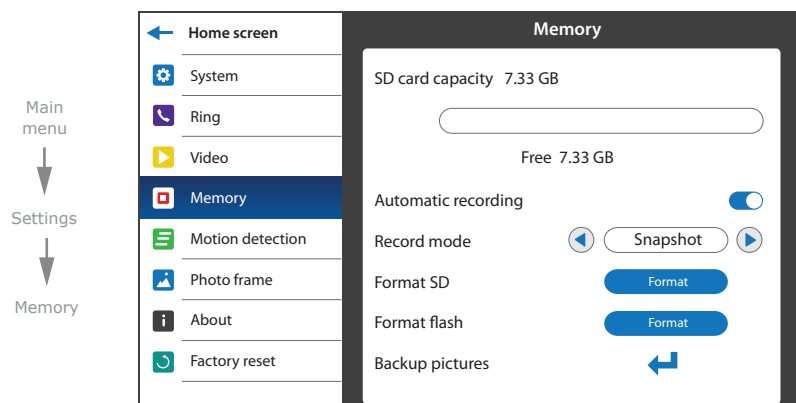 Main
menu
Settings
Memory
Home screen
System
Ring
Video
Memory
Motion detection
Photo frame
About
Factory reset
Memory
SD card capacity 7.33 GB
Free 7.33 GB
Automatic recording
Record mode Snapshot
Format SD Format
Format flash Format
Backup pictures